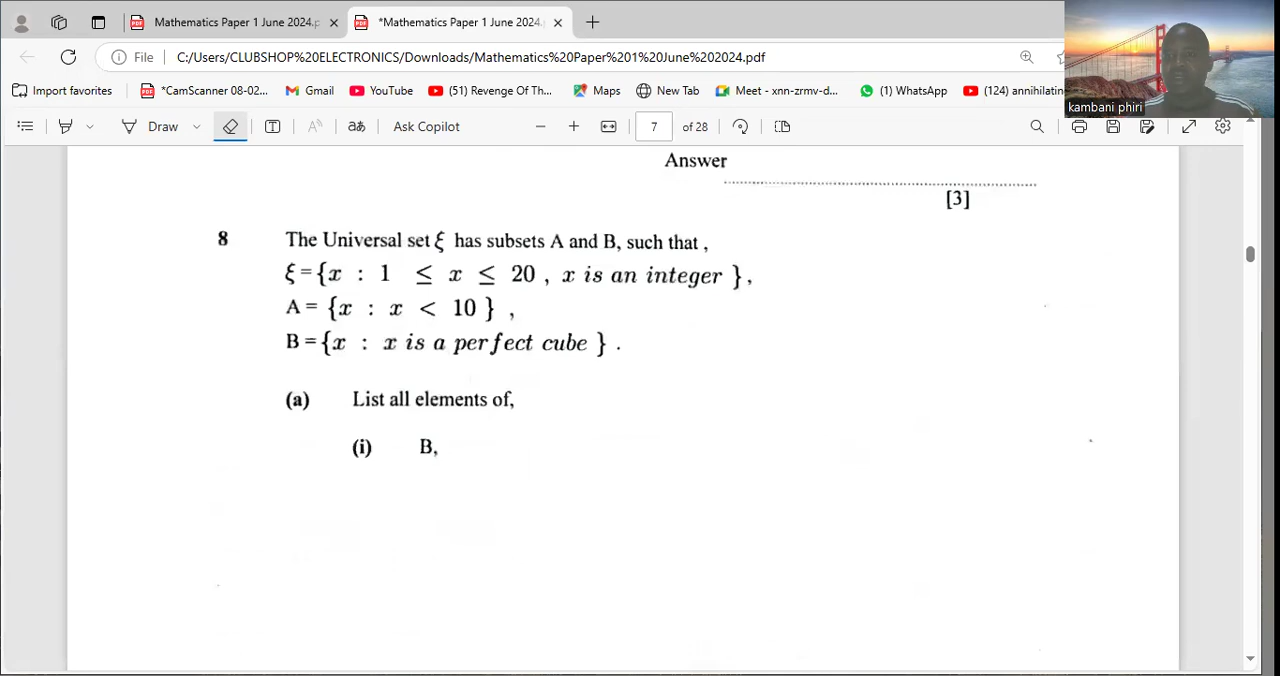 Mathematics Paper 1 June 2024.p
*Mathematics Paper 1 June 2024.
File C:/Users/CLUBSHOP%20ELECTRONICS/Downloads/Mathematics%20Paper%201%20June%202024.pdf
Import favorites *CamScanner 08-02... Gmail YouTube (51) Revenge Of Th... Maps New Tab Meet - xnn-zrmv-d... (1) WhatsApp (124) annihilatin
kambani phiri
Draw aあ Ask Copilot 7 of 28
Answer
[3]
8 The Universal set ξ has subsets A and B, such that ,
ξ = {x : 1 ≤ x ≤ 20 , x is an integer },
A = {x : x < 10 } ,
B = {x : x is a perfect cube } .
(a) List all elements of,
(i) B,